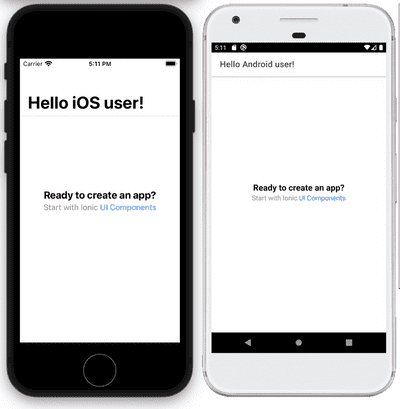 Carrier 5:11 PM
Hello iOS user!
Ready to create an app?
Start with Ionic UI Components
5:11
Hello Android user!
Ready to create an app?
Start with Ionic UI Components